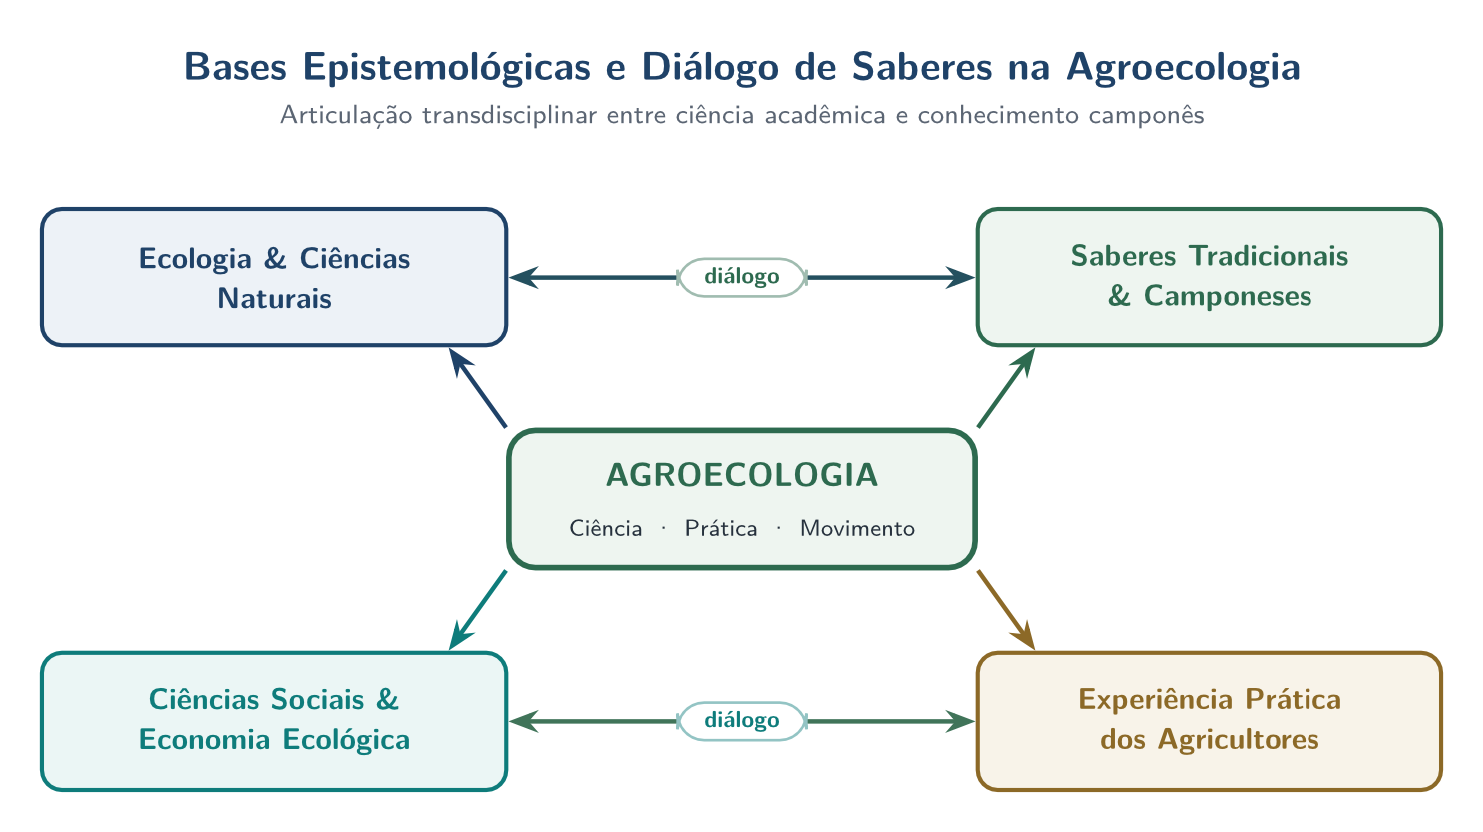 Bases Epistemológicas e Diálogo de Saberes na Agroecologia
Articulação transdisciplinar entre ciência acadêmica e conhecimento camponês
Ecologia & Ciências
Naturais
diálogo
Saberes Tradicionais
& Camponeses
AGROECOLOGIA
Ciência · Prática · Movimento
Ciências Sociais &
Economia Ecológica
diálogo
Experiência Prática
dos Agricultores